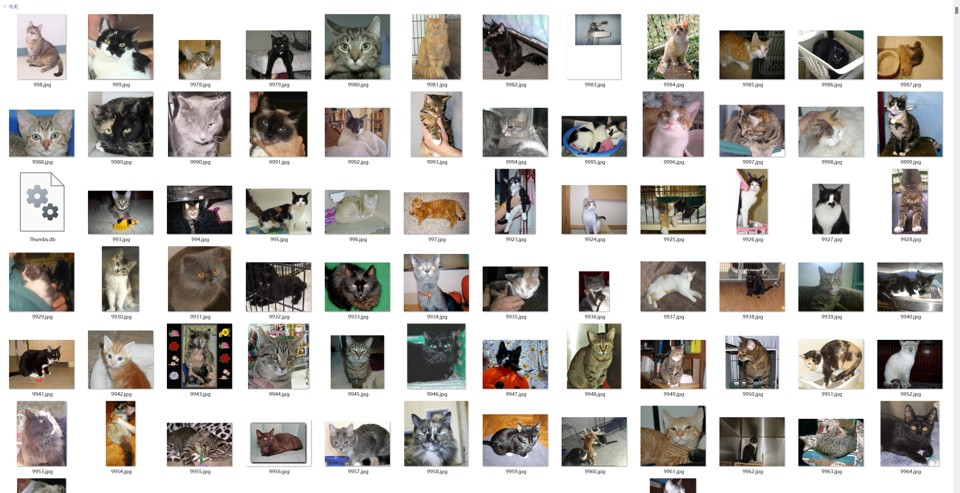 今天
998.jpg 999.jpg 9978.jpg 9979.jpg 9980.jpg 9981.jpg 9982.jpg 9983.jpg 9984.jpg 9985.jpg 9986.jpg 9987.jpg
9988.jpg 9989.jpg 9990.jpg 9991.jpg 9992.jpg 9993.jpg 9994.jpg 9995.jpg 9996.jpg 9997.jpg 9998.jpg 9999.jpg
Thumbs.db 993.jpg 994.jpg 995.jpg 996.jpg 997.jpg 9923.jpg 9924.jpg 9925.jpg 9926.jpg 9927.jpg 9928.jpg
9929.jpg 9930.jpg 9931.jpg 9932.jpg 9933.jpg 9934.jpg 9935.jpg 9936.jpg 9937.jpg 9938.jpg 9939.jpg 9940.jpg
9941.jpg 9942.jpg 9943.jpg 9944.jpg 9945.jpg 9946.jpg 9947.jpg 9948.jpg 9949.jpg 9950.jpg 9951.jpg 9952.jpg
9953.jpg 9954.jpg 9955.jpg 9956.jpg 9957.jpg 9958.jpg 9959.jpg 9960.jpg 9961.jpg 9962.jpg 9963.jpg 9964.jpg